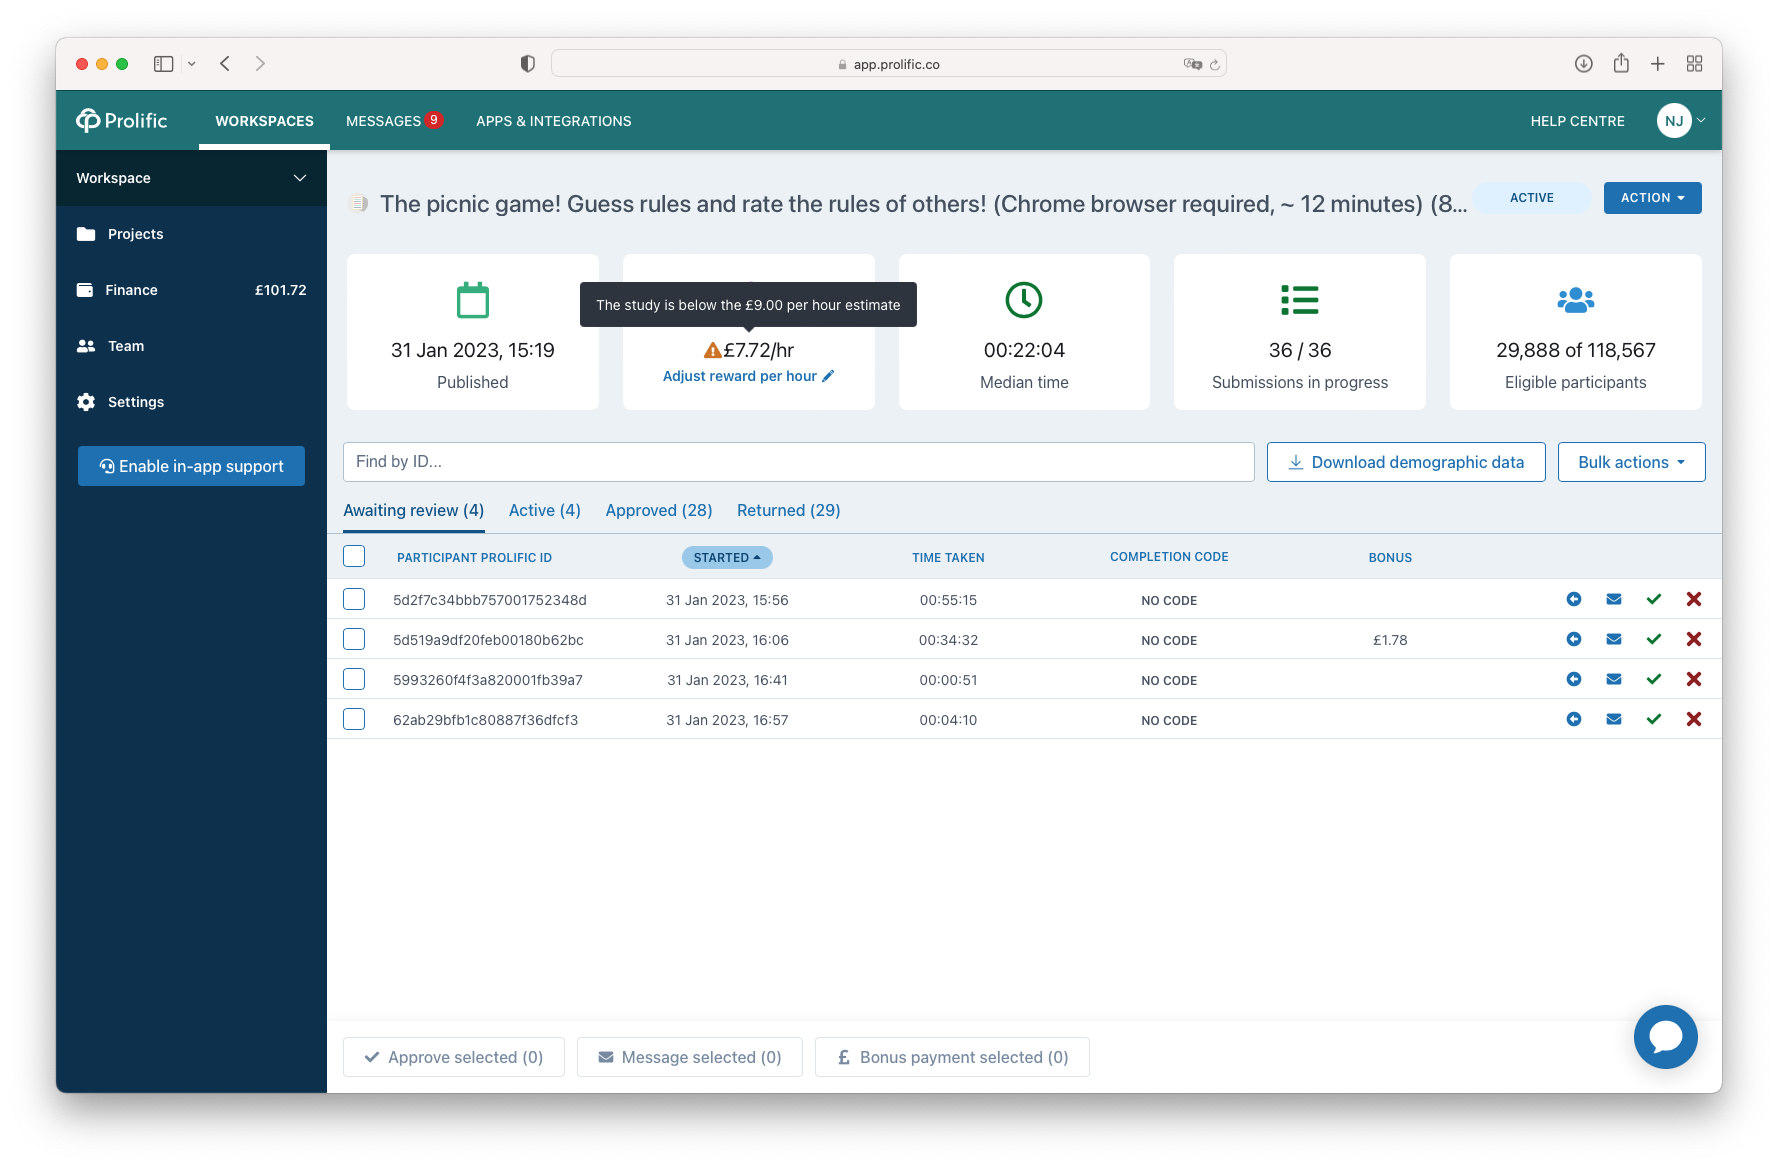 app.prolific.co
Prolific
WORKSPACES
MESSAGES 9
APPS & INTEGRATIONS
HELP CENTRE
NJ
Workspace
Projects
Finance £101.72
Team
Settings
Enable in-app support
The picnic game! Guess rules and rate the rules of others! (Chrome browser required, ~ 12 minutes) (8...
ACTIVE
ACTION
31 Jan 2023, 15:19
Published
The study is below the £9.00 per hour estimate
£7.72/hr
Adjust reward per hour
00:22:04
Median time
36 / 36
Submissions in progress
29,888 of 118,567
Eligible participants
Find by ID...
Download demographic data
Bulk actions
Awaiting review (4) Active (4) Approved (28) Returned (29)
PARTICIPANT PROLIFIC ID STARTED TIME TAKEN COMPLETION CODE BONUS
5d2f7c34bbb757001752348d 31 Jan 2023, 15:56 00:55:15 NO CODE
5d519a9df20feb00180b62bc 31 Jan 2023, 16:06 00:34:32 NO CODE £1.78
5993260f4f3a820001fb39a7 31 Jan 2023, 16:41 00:00:51 NO CODE
62ab29bfb1c80887f36dfcf3 31 Jan 2023, 16:57 00:04:10 NO CODE
Approve selected (0)
Message selected (0)
£ Bonus payment selected (0)